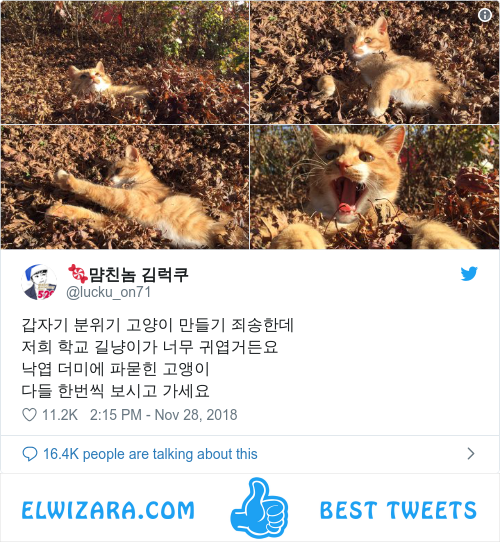 맘친놈 김럭쿠
@lucku_on71
갑자기 분위기 고양이 만들기 죄송한데
저희 학교 길냥이가 너무 귀엽거든요
낙엽 더미에 파묻힌 고앵이
다들 한번씩 보시고 가세요
11.2K 2:15 PM - Nov 28, 2018
16.4K people are talking about this
ELWIZARA.COM BEST TWEETS